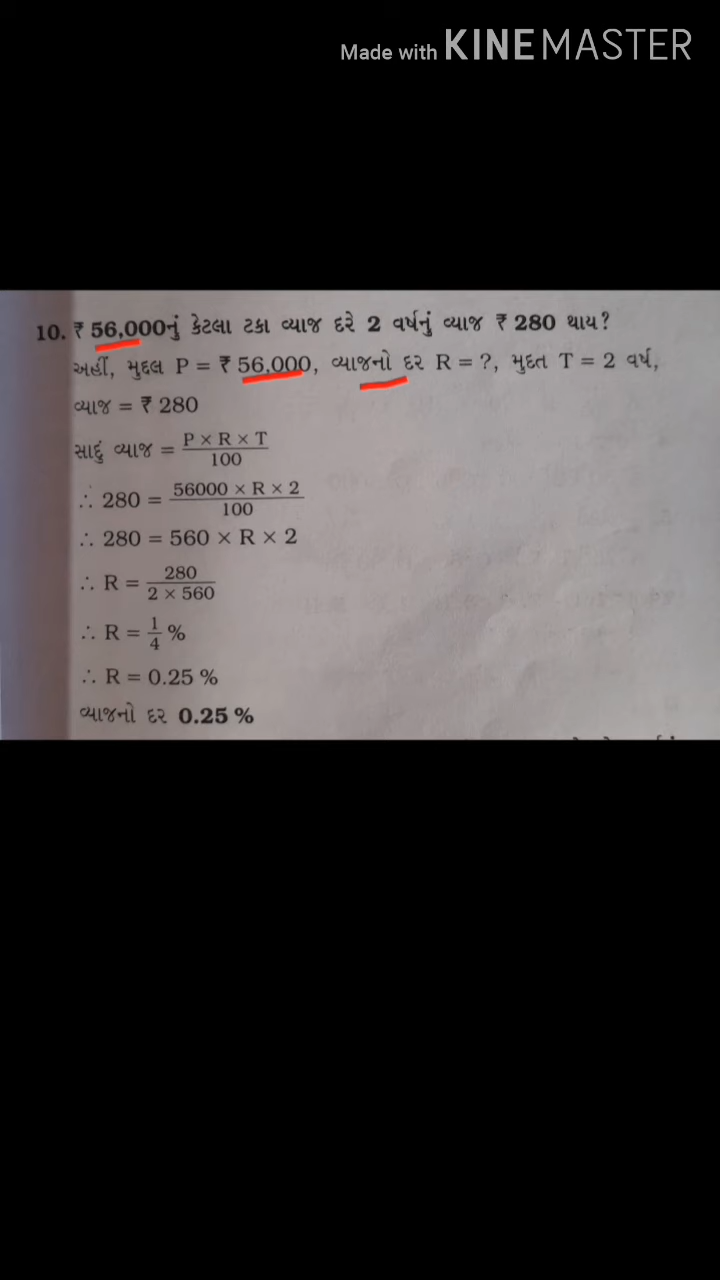 Made with KINEMASTER
10. ₹ 56,000નું કેટલા ટકા વ્યાજ દરે 2 વર્ષનું વ્યાજ ₹ 280 થાય?
અહીં, મુદ્દલ P = ₹ 56,000, વ્યાજનો દર R = ?, મુદત T = 2 વર્ષ,
વ્યાજ = ₹ 280
સાદું વ્યાજ = P × R × T / 100
∴ 280 = 56000 × R × 2 / 100
∴ 280 = 560 × R × 2
∴ R = 280 / 2 × 560
∴ R = 1/4 %
∴ R = 0.25 %
વ્યાજનો દર 0.25 %